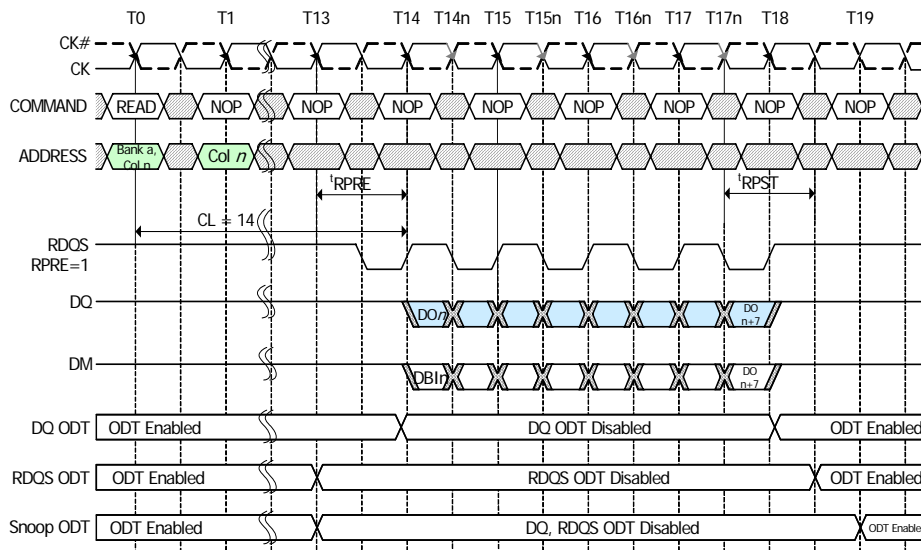 T0 T1 T13 T14 T14n T15 T15n T16 T16n T17 T17n T18 T19
CK#
CK
COMMAND READ NOP NOP NOP NOP NOP NOP NOP NOP
ADDRESS Bank a, Col n Col n
tRPRE tRPST
CL = 14
RDQS
RPRE=1
DQ DOn DO n+7
DM DBIn DO n+7
DQ ODT ODT Enabled DQ ODT Disabled ODT Enabled
RDQS ODT ODT Enabled RDQS ODT Disabled ODT Enabled
Snoop ODT ODT Enabled DQ, RDQS ODT Disabled ODT Enable